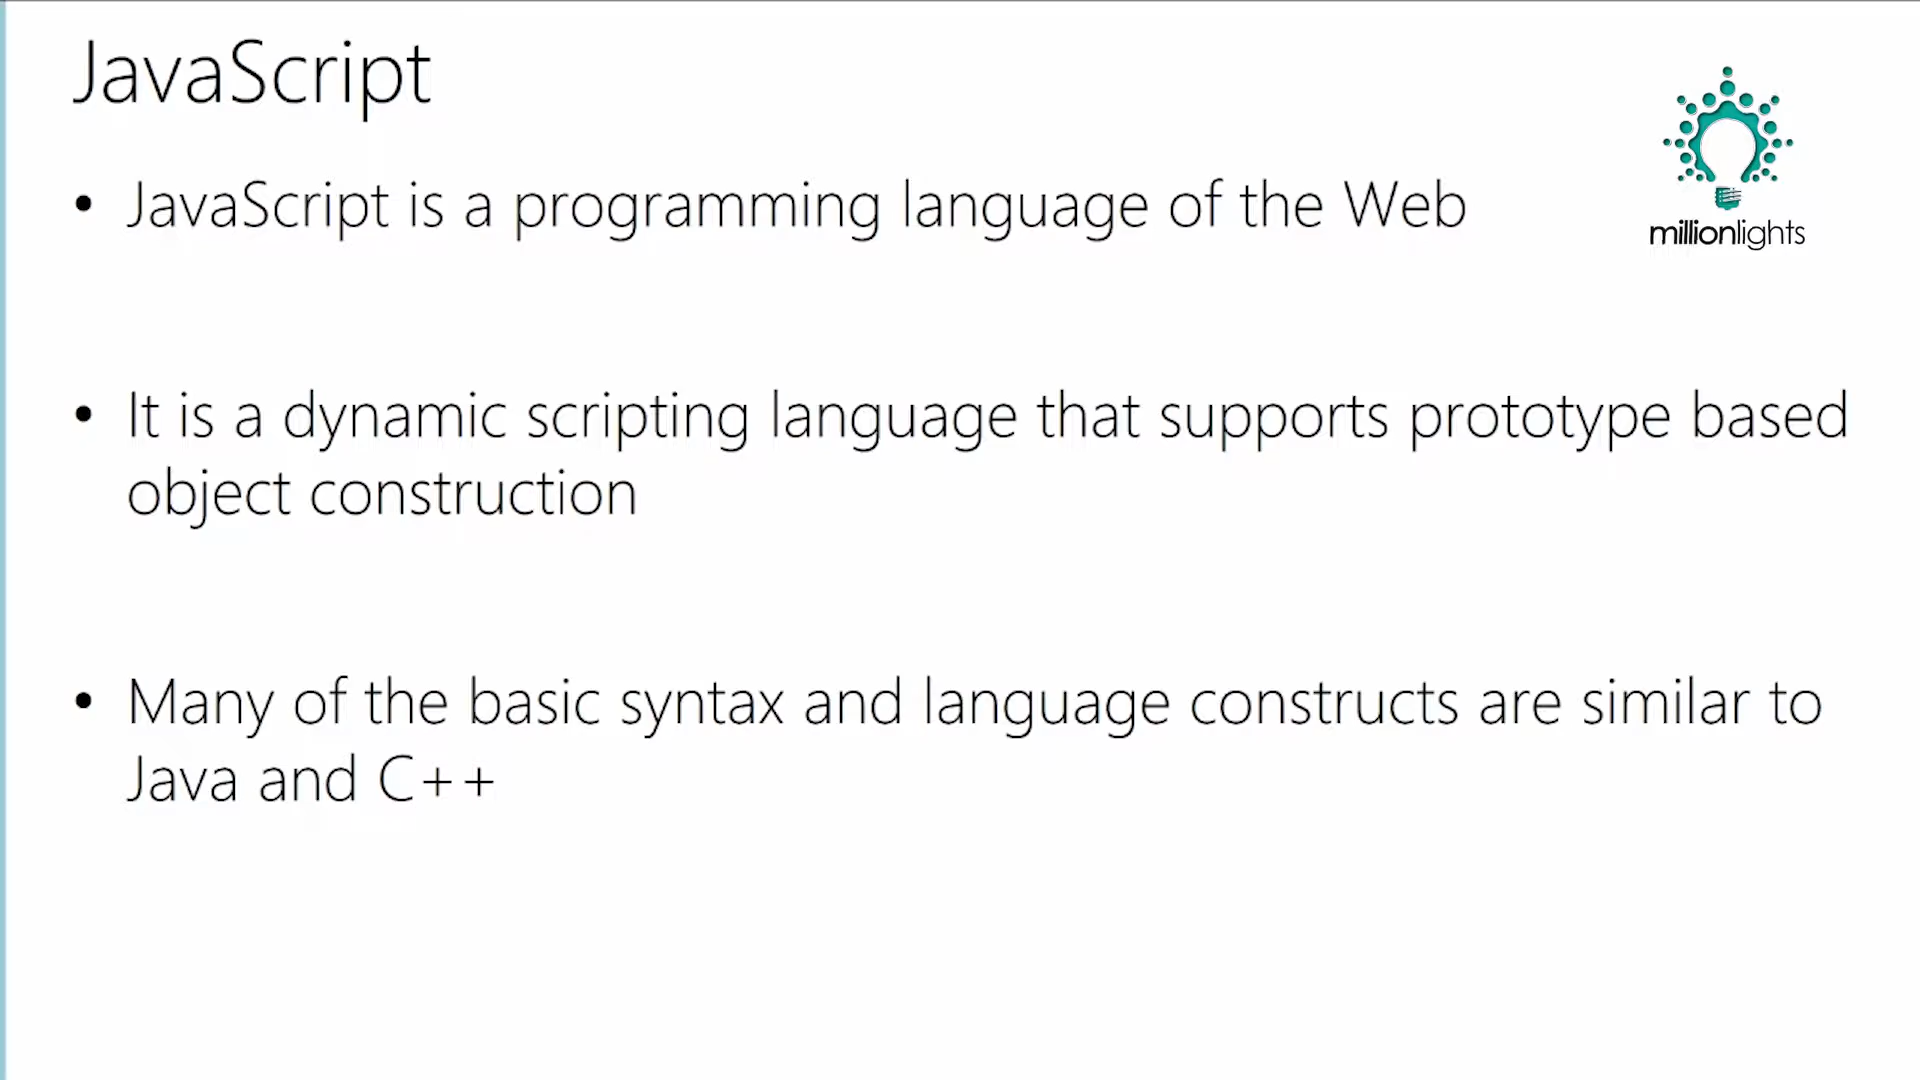 JavaScript
• JavaScript is a programming language of the Web
millionlights
• It is a dynamic scripting language that supports prototype based
object construction
• Many of the basic syntax and language constructs are similar to
Java and C++